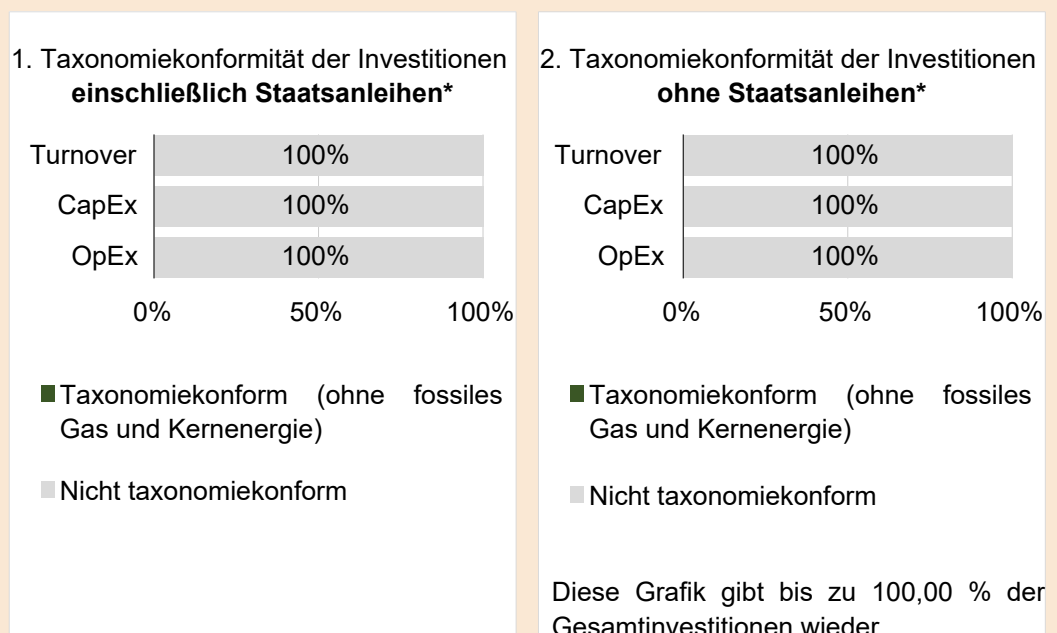 1. Taxonomiekonformität der Investitionen
einschließlich Staatsanleihen*
Turnover 100%
CapEx 100%
OpEx 100%
0% 50% 100%
Taxonomiekonform (ohne fossiles
Gas und Kernenergie)
Nicht taxonomiekonform
2. Taxonomiekonformität der Investitionen
ohne Staatsanleihen*
Turnover 100%
CapEx 100%
OpEx 100%
0% 50% 100%
Taxonomiekonform (ohne fossiles
Gas und Kernenergie)
Nicht taxonomiekonform
Diese Grafik gibt bis zu 100,00 % der
Gesamtinvestitionen wieder